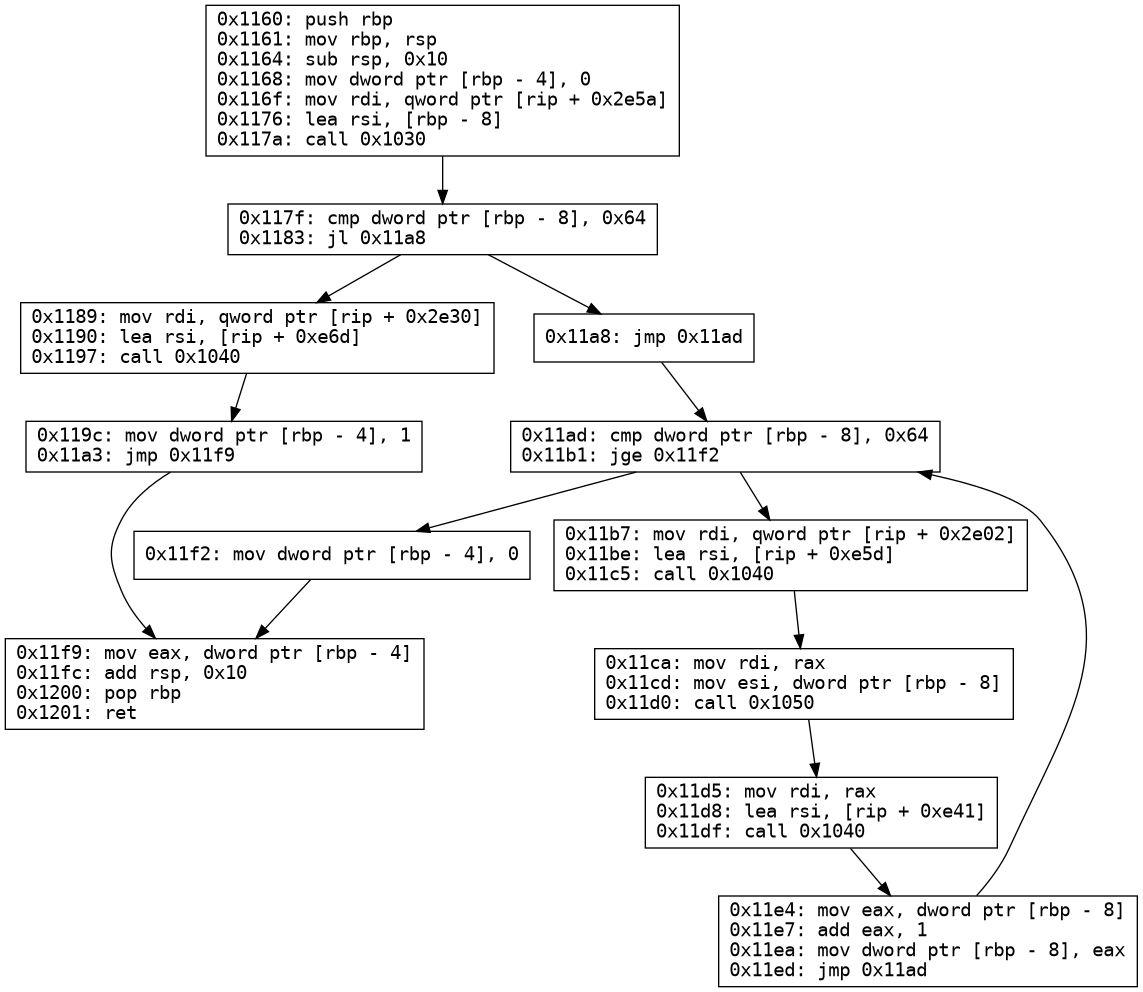 0x1160: push rbp
0x1161: mov rbp, rsp
0x1164: sub rsp, 0x10
0x1168: mov dword ptr [rbp - 4], 0
0x116f: mov rdi, qword ptr [rip + 0x2e5a]
0x1176: lea rsi, [rbp - 8]
0x117a: call 0x1030
0x117f: cmp dword ptr [rbp - 8], 0x64
0x1183: jl 0x11a8
0x1189: mov rdi, qword ptr [rip + 0x2e30]
0x1190: lea rsi, [rip + 0xe6d]
0x1197: call 0x1040
0x11a8: jmp 0x11ad
0x119c: mov dword ptr [rbp - 4], 1
0x11a3: jmp 0x11f9
0x11ad: cmp dword ptr [rbp - 8], 0x64
0x11b1: jge 0x11f2
0x11f2: mov dword ptr [rbp - 4], 0
0x11b7: mov rdi, qword ptr [rip + 0x2e02]
0x11be: lea rsi, [rip + 0xe5d]
0x11c5: call 0x1040
0x11f9: mov eax, dword ptr [rbp - 4]
0x11fc: add rsp, 0x10
0x1200: pop rbp
0x1201: ret
0x11ca: mov rdi, rax
0x11cd: mov esi, dword ptr [rbp - 8]
0x11d0: call 0x1050
0x11d5: mov rdi, rax
0x11d8: lea rsi, [rip + 0xe41]
0x11df: call 0x1040
0x11e4: mov eax, dword ptr [rbp - 8]
0x11e7: add eax, 1
0x11ea: mov dword ptr [rbp - 8], eax
0x11ed: jmp 0x11ad